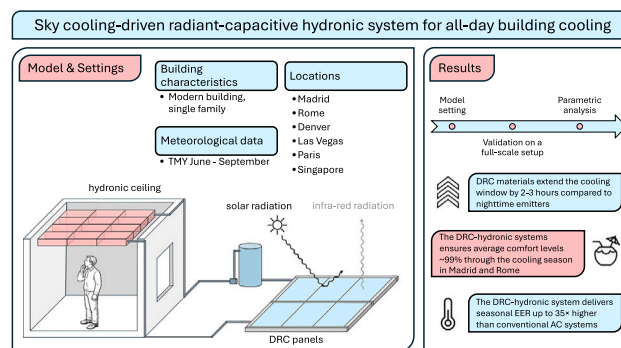 Sky cooling-driven radiant-capacitive hydronic system for all-day building cooling
Model & Settings
Building
characteristics
• Modern building,
single family
Meteorological data
• TMY June - September
Locations
• Madrid
• Rome
• Denver
• Las Vegas
• Paris
• Singapore
hydronic ceiling
solar radiation
infra-red radiation
DRC panels
Results
Model
setting
Parametric
analysis
Validation on a
full-scale setup
DRC materials extend the cooling
window by 2-3 hours compared to
nighttime emitters
The DRC-hydronic systems
ensures average comfort levels
~99% through the cooling season
in Madrid and Rome
The DRC-hydronic system delivers
seasonal EER up to 35× higher
than conventional AC systems